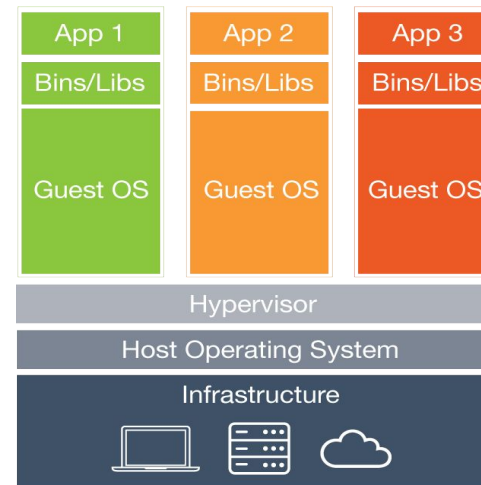 App 1
App 2
App 3
Bins/Libs
Bins/Libs
Bins/Libs
Guest OS
Guest OS
Guest OS
Hypervisor
Host Operating System
Infrastructure